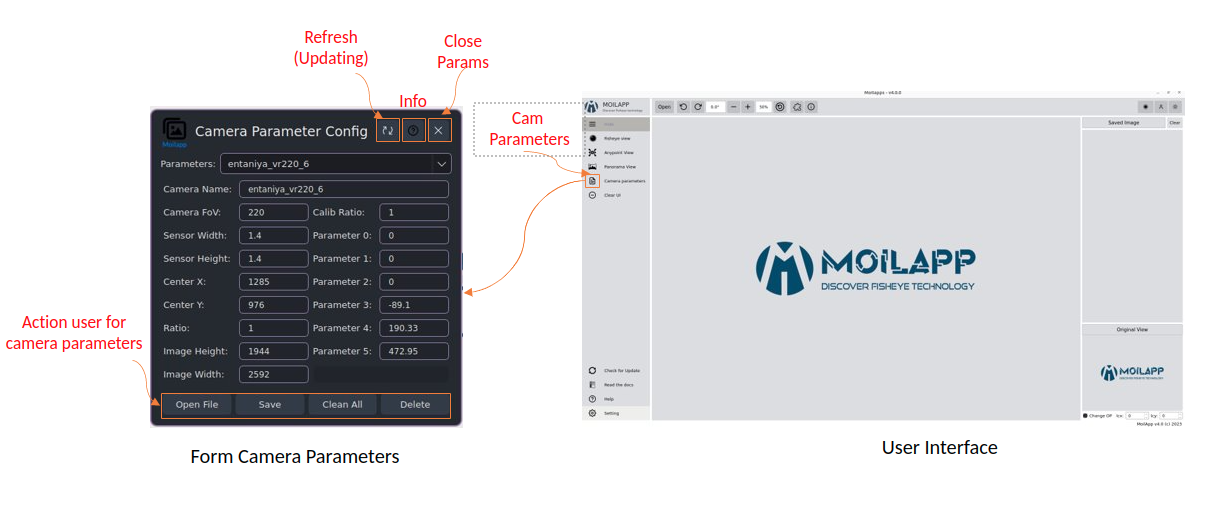 Refresh
(Updating)
Close
Params
Info
Cam
Parameters
Action user for
camera parameters
Moilapp
Camera Parameter Config
Parameters: entaniya_vr220_6
Camera Name: entaniya_vr220_6
Camera FoV: 220 Calib Ratio: 1
Sensor Width: 1.4 Parameter 0: 0
Sensor Height: 1.4 Parameter 1: 0
Center X: 1285 Parameter 2: 0
Center Y: 976 Parameter 3: -89.1
Ratio: 1 Parameter 4: 190.33
Image Height: 1944 Parameter 5: 472.95
Image Width: 2592
Open File Save Clean All Delete
Form Camera Parameters
Moilapps - v4.0.0
MOILAPP
Discover Fisheye technology
Open 0.0° 50% A
Fisheye view
Anypoint View
Panorama View
Camera parameters
Clear UI
Check for Update
Read the docs
Help
Setting
MOILAPP
DISCOVER FISHEYE TECHNOLOGY
Saved Image Clear
Original View
MOILAPP
DISCOVER FISHEYE TECHNOLOGY
Change OP Icx: 0 Icy: 0
MoilApp v4.0 (c) 2023
User Interface